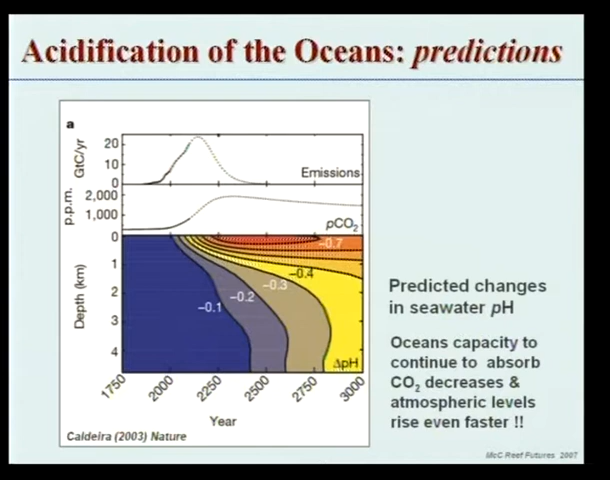 Acidification of the Oceans: predictions
a
GtC/yr
20
10
0
Emissions
p.p.m.
2,000
1,000
pCO₂
Depth (km)
0
1
2
3
4
−0.7
−0.4
−0.3
−0.2
−0.1
ΔpH
1750
2000
2250
2500
2750
3000
Year
Caldeira (2003) Nature
Predicted changes
in seawater pH
Oceans capacity to
continue to absorb
CO₂ decreases &
atmospheric levels
rise even faster !!
McC Reef Futures 2007